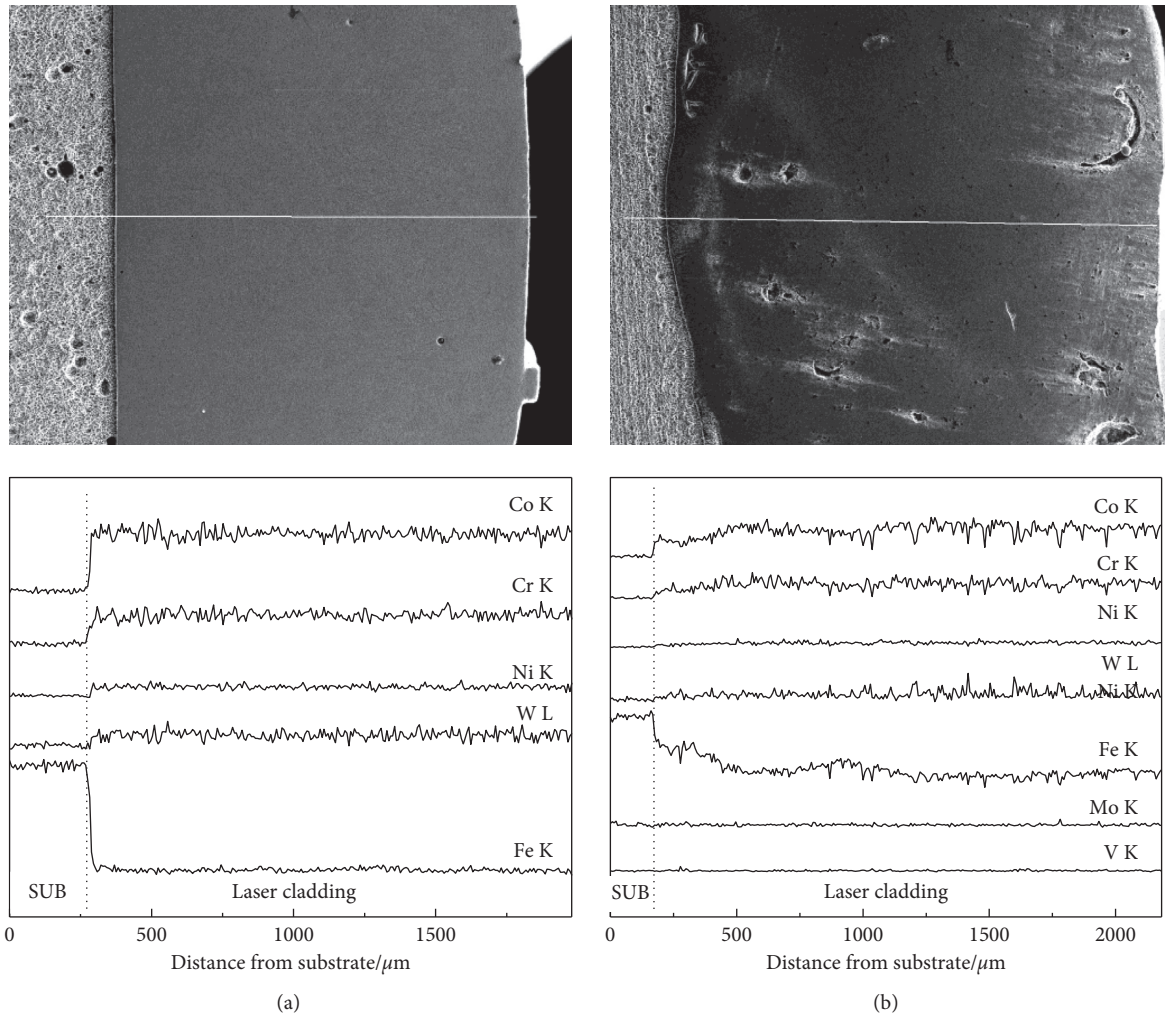 Co K
Cr K
Ni K
W L
Fe K
SUB
Laser cladding
0 500 1000 1500
Distance from substrate/μm
(a)
Co K
Cr K
Ni K
W L
Ni K
Fe K
Mo K
V K
SUB
Laser cladding
0 500 1000 1500 2000
Distance from substrate/μm
(b)